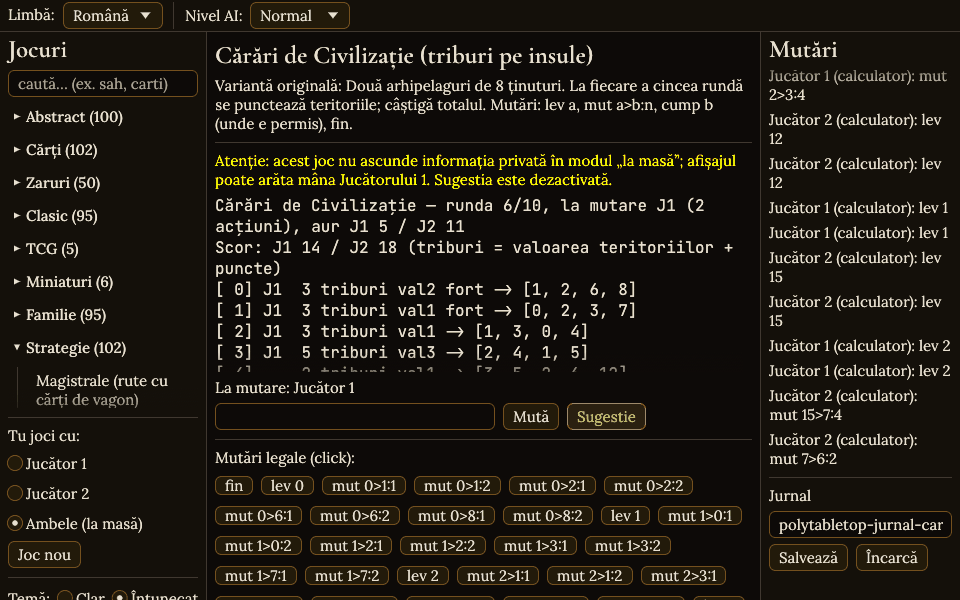 Limbă:
Română
Nivel AI:
Normal
Jocuri
caută... (ex. sah, carti)
Abstract (100)
Cărți (102)
Zaruri (50)
Clasic (95)
TCG (5)
Miniaturi (6)
Familie (95)
Strategie (102)
Magistrale (rute cu
cărți de vagon)
Tu joci cu:
Jucător 1
Jucător 2
Ambele (la masă)
Joc nou
Temă:
Clar
Întunecat
Cărări de Civilizație (triburi pe insule)
Variantă originală: Două arhipelaguri de 8 ținuturi. La fiecare a cincea rundă
se punctează teritoriile; câștigă totalul. Mutări: lev a, mut a>b:n, cump b
(unde e permis), fin.
Atenție: acest joc nu ascunde informația privată în modul „la masă”; afișajul
poate arăta mâna Jucătorului 1. Sugestia este dezactivată.
Cărări de Civilizație — runda 6/10, la mutare J1 (2
acțiuni), aur J1 5 / J2 11
Scor: J1 14 / J2 18 (triburi = valoarea teritoriilor +
puncte)
[ 0] J1  3 triburi val2 fort -> [1, 2, 6, 8]
[ 1] J1  3 triburi val1 fort -> [0, 2, 3, 7]
[ 2] J1  3 triburi val1 -> [1, 3, 0, 4]
[ 3] J1  5 triburi val3 -> [2, 4, 1, 5]
La mutare: Jucător 1
Mută
Sugestie
Mutări legale (click):
fin
lev 0
mut 0>1:1
mut 0>1:2
mut 0>2:1
mut 0>2:2
mut 0>6:1
mut 0>6:2
mut 0>8:1
mut 0>8:2
lev 1
mut 1>0:1
mut 1>0:2
mut 1>2:1
mut 1>2:2
mut 1>3:1
mut 1>3:2
mut 1>7:1
mut 1>7:2
lev 2
mut 2>1:1
mut 2>1:2
mut 2>3:1
Mutări
Jucător 1 (calculator): mut
2>3:4
Jucător 2 (calculator): lev
12
Jucător 2 (calculator): lev
12
Jucător 1 (calculator): lev 1
Jucător 1 (calculator): lev 1
Jucător 2 (calculator): lev
15
Jucător 2 (calculator): lev
15
Jucător 1 (calculator): lev 2
Jucător 1 (calculator): lev 2
Jucător 2 (calculator):
mut 15>7:4
Jucător 2 (calculator):
mut 7>6:2
Jurnal
polytabletop-jurnal-car
Salvează
Încarcă